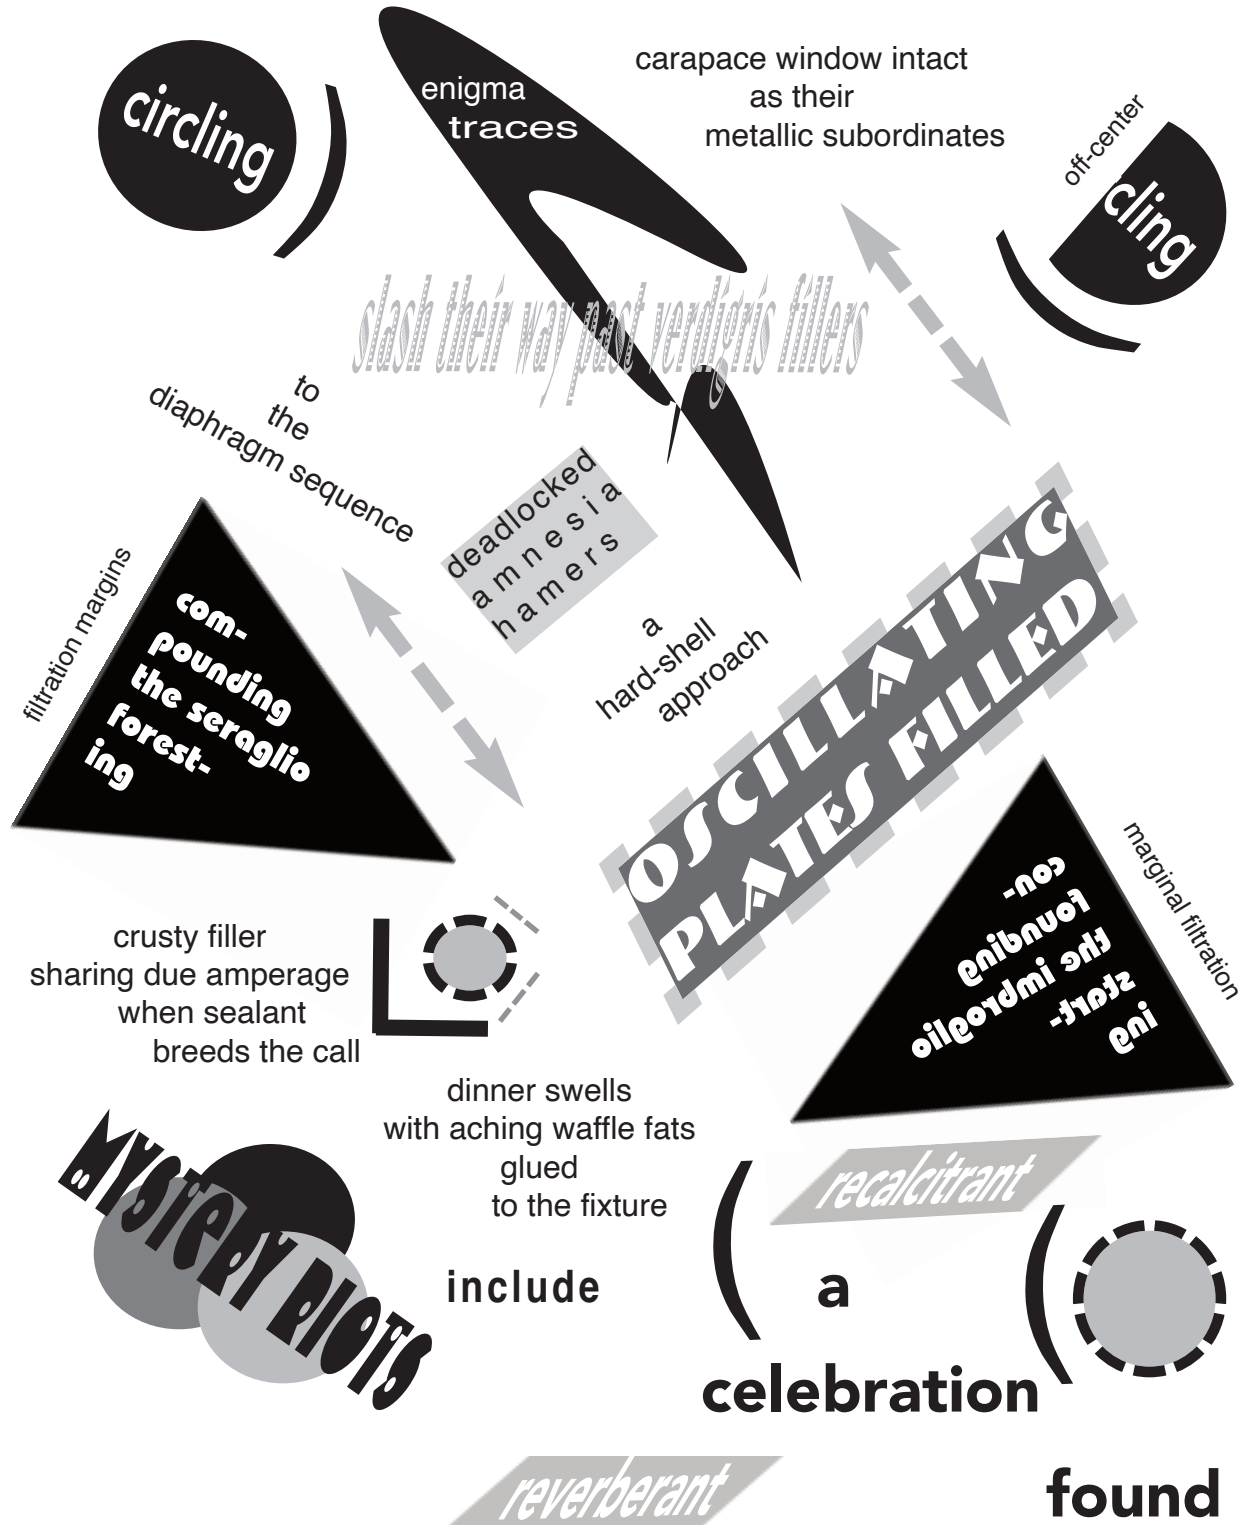 circling
enigma
traces
carapace window intact
as their
metallic subordinates
off-center
cling
slash their way past verdigris fillers
to
the
diaphragm sequence
deadlocked
amnesia
hamers
a
hard-shell
approach
OSCILLATING
PLATES FILLED
filtration margins
com-
pounding
the seraglio
forest-
ing
marginal filtration
con-
founding
the imbroglio
start-
ing
crusty filler
sharing due amperage
when sealant
breeds the call
dinner swells
with aching waffle fats
glued
to the fixture
MYSTeRY RIOTS
recalcitrant
include
a
celebration
reverberant
found